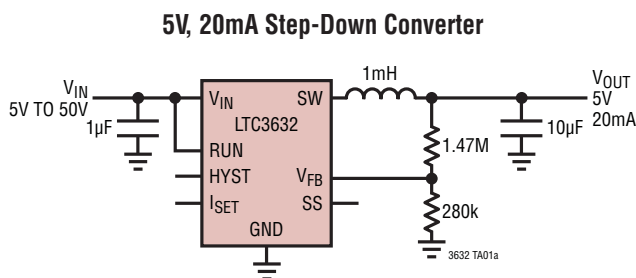 5V, 20mA Step-Down Converter
1mH
VIN
5V TO 50V
1µF
VIN
SW
LTC3632
RUN
HYST
ISET
VFB
SS
GND
VOUT
5V
20mA
10µF
1.47M
280k
3632 TA01a